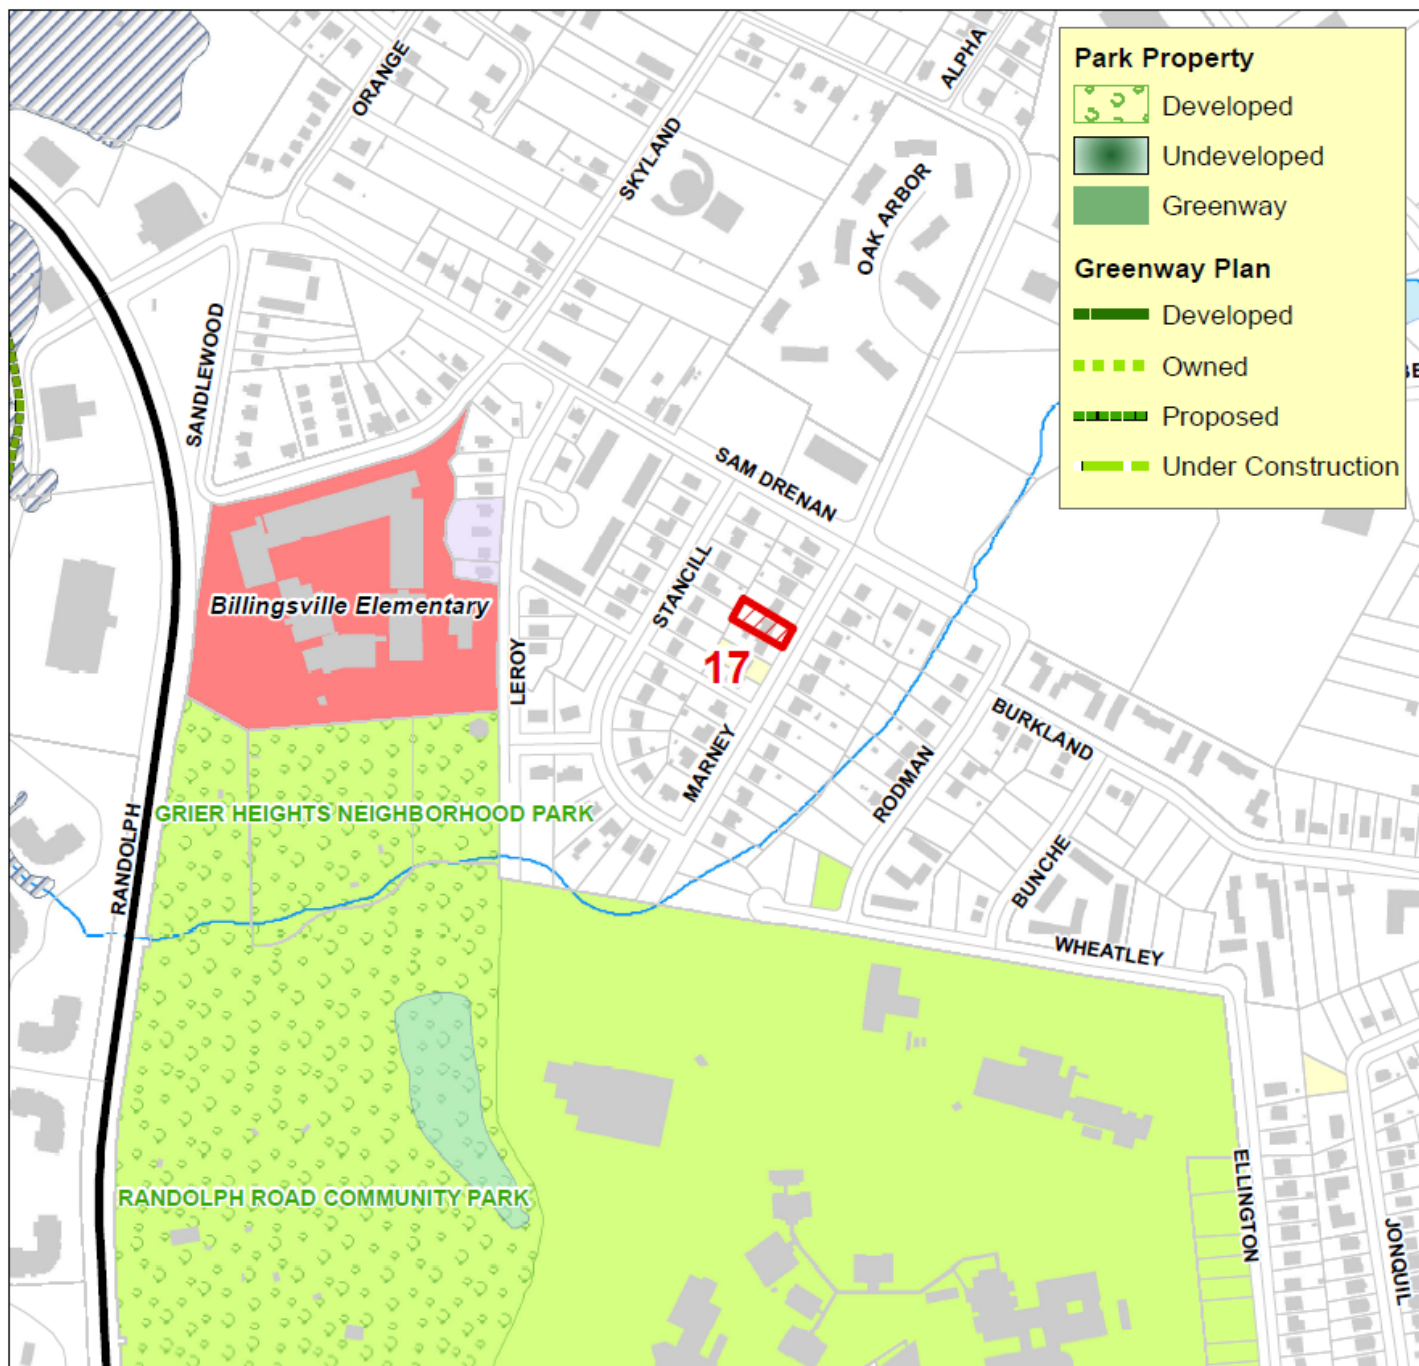 Park Property
Developed
Undeveloped
Greenway
Greenway Plan
Developed
Owned
Proposed
Under Construction
ORANGE
ALPHA
SKYLAND
OAK ARBOR
SANDLEWOOD
BE
SAM DRENAN
STANCILL
Billingsville Elementary
LEROY
17
MARNEY
BURKLAND
RODMAN
GRIER HEIGHTS NEIGHBORHOOD PARK
RANDOLPH
BUNCHE
WHEATLEY
RANDOLPH ROAD COMMUNITY PARK
ELLINGTON
JONQUIL